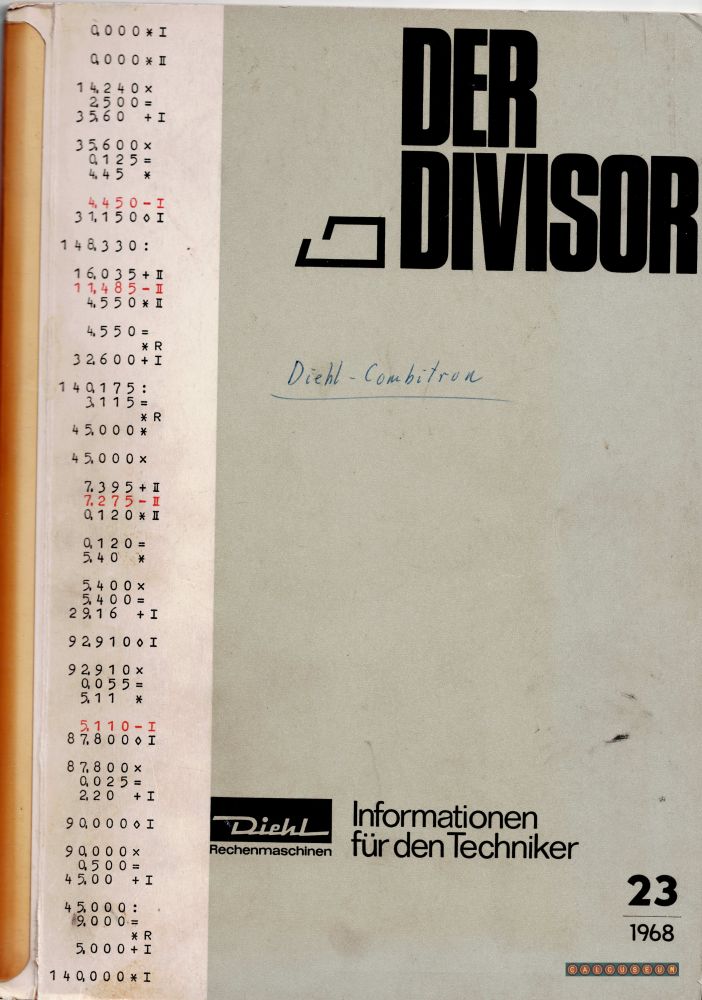 0,000*I
0,000*II
14,240×
2,500=
35,60 +I
35,600×
0,125=
4,45 *
4,450-I
31,150◊I
148,330:
16,035+II
11,485-II
4,550*II
4,550=
*R
32,600+I
140,175:
3,115=
*R
45,000*
45,000×
7,395+II
7,275-II
0,120*II
0,120=
5,40 *
5,400×
5,400=
29,16 +I
92,910◊I
92,910×
0,055=
5,11 *
5,110-I
87,800◊I
87,800×
0,025=
2,20 +I
90,000◊I
90,000×
0,500=
45,00 +I
45,000:
9,000=
*R
5,000+I
140,000*I
DER
DIVISOR
Diehl-Combitron
Diehl
Rechenmaschinen
Informationen
für den Techniker
23
1968
CALCUSEUM